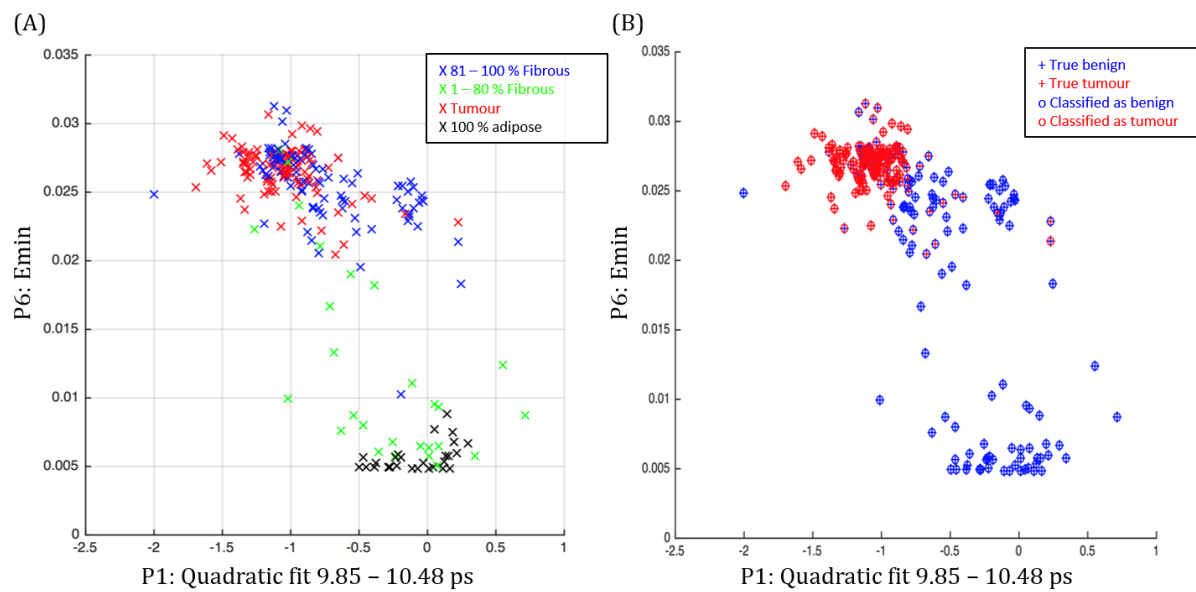 (A)
0.035
0.03
0.025
0.02
0.015
0.01
0.005
0
-2.5
-2
-1.5
-1
-0.5
0
0.5
1
P6: Emin
P1: Quadratic fit 9.85 – 10.48 ps
X 81 – 100 % Fibrous
X 1 – 80 % Fibrous
X Tumour
X 100 % adipose
(B)
0.035
0.03
0.025
0.02
0.015
0.01
0.005
0
-2.5
-2
-1.5
-1
-0.5
0
0.5
1
P6: Emin
P1: Quadratic fit 9.85 – 10.48 ps
+ True benign
+ True tumour
o Classified as benign
o Classified as tumour